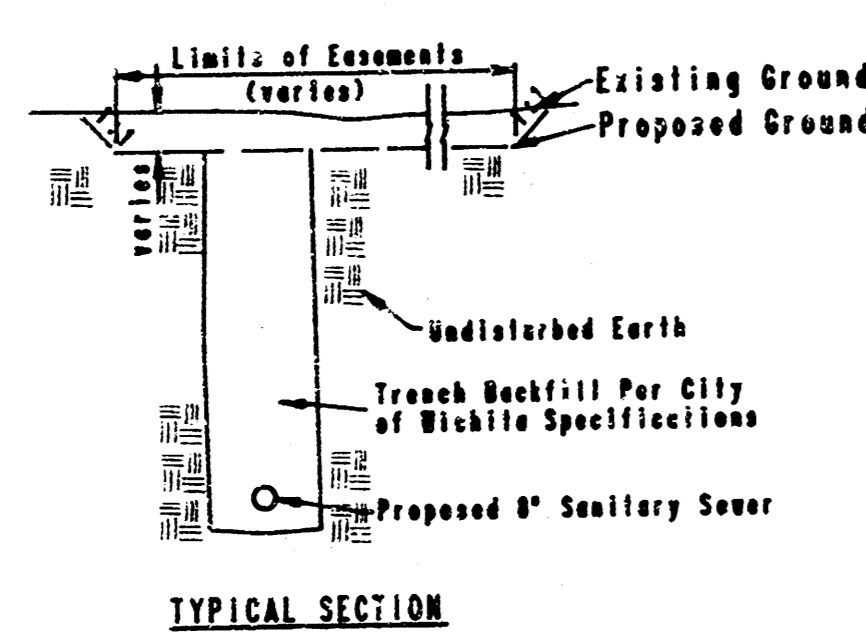 Limits of Easements
(varies)
Existing Ground
Proposed Ground
varies
Undisturbed Earth
Trench Backfill Per City
of Wichita Specifications
Proposed 8" Sanitary Sewer
TYPICAL SECTION